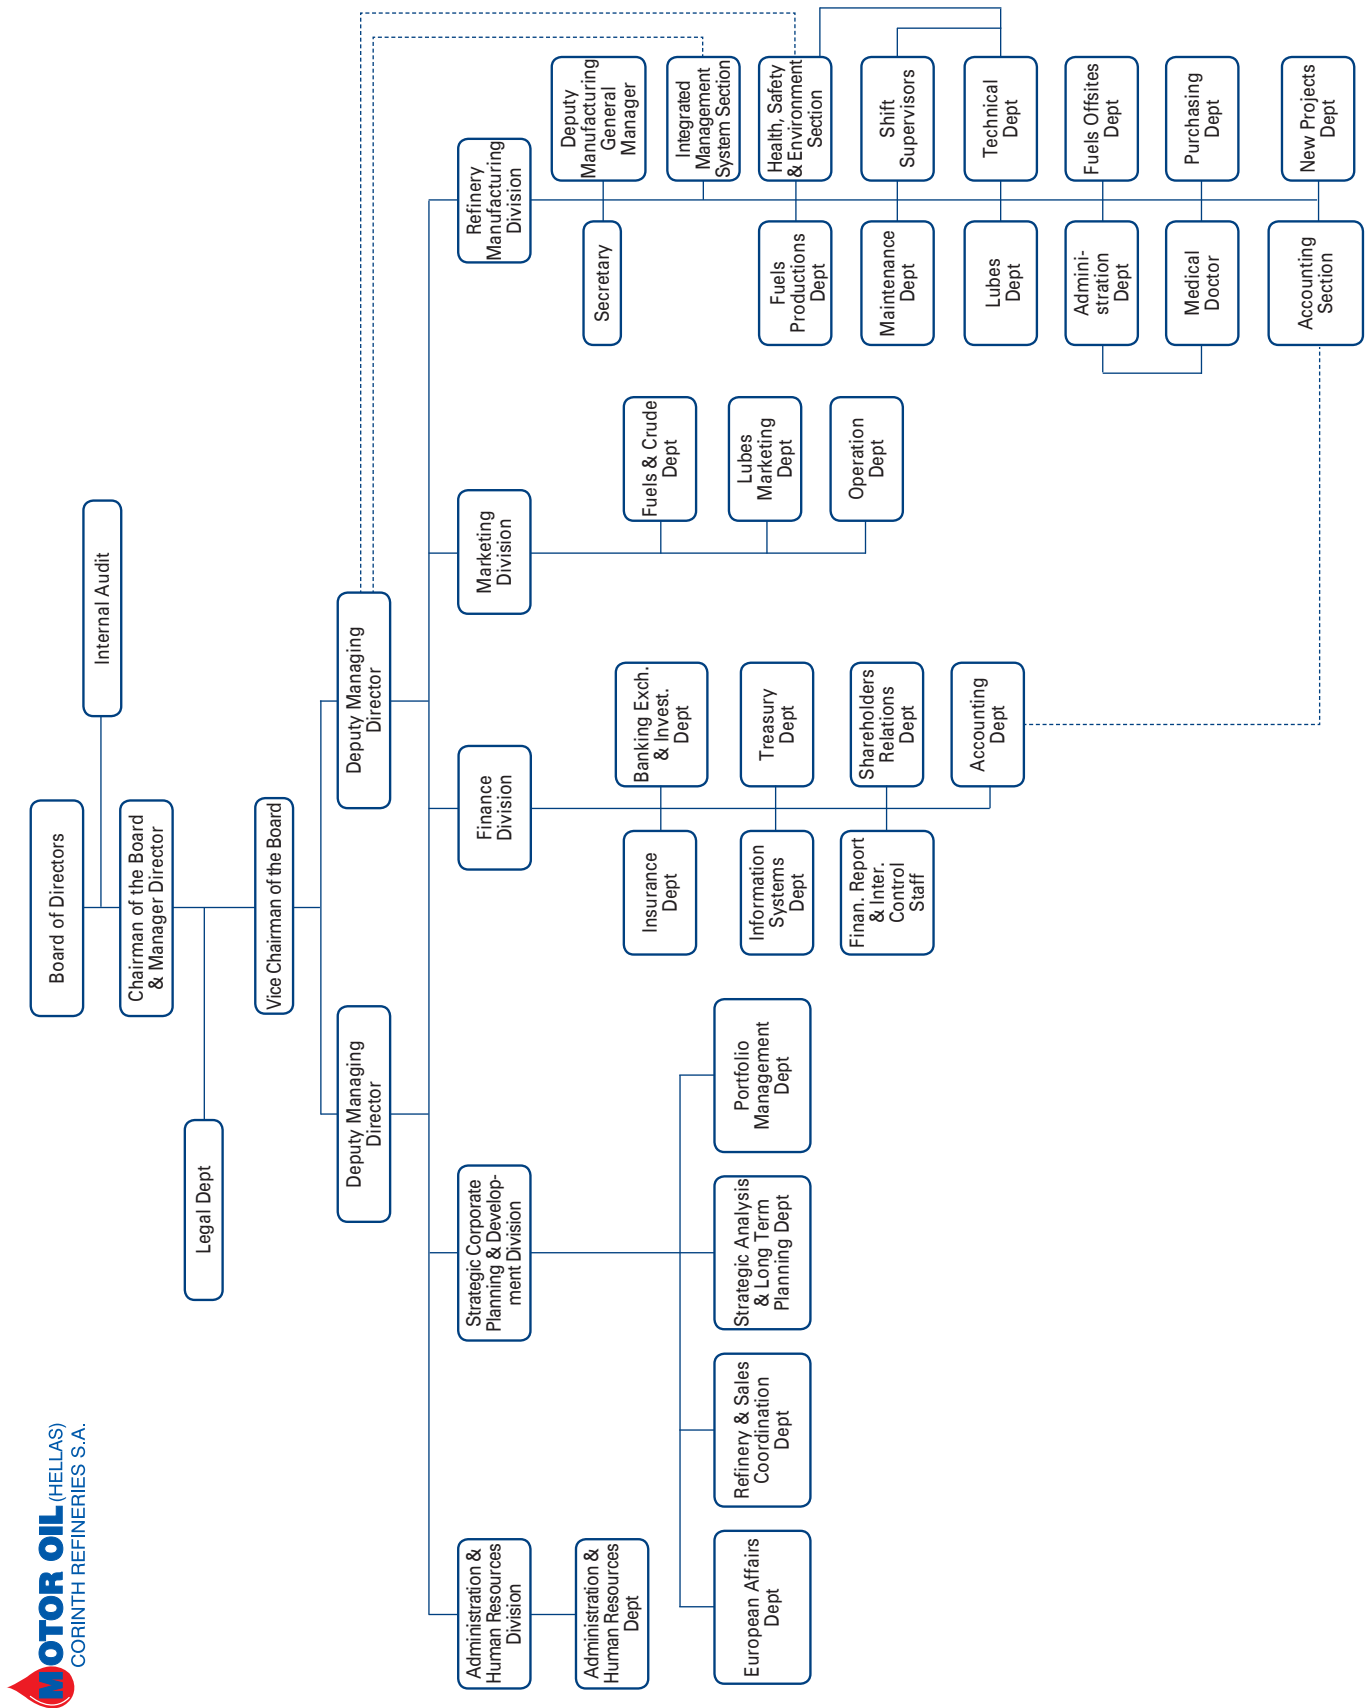 MOTOR OIL (HELLAS)
CORINTH REFINERIES S.A.
Board of Directors
Internal Audit
Chairman of the Board
& Manager Director
Legal Dept
Vice Chairman of the Board
Deputy Managing
Director
Deputy Managing
Director
Administration &
Human Resources
Division
Strategic Corporate
Planning & Develop-
ment Division
Finance
Division
Marketing
Division
Refinery
Manufacturing
Division
Administration &
Human Resources
Dept
European Affairs
Dept
Refinery & Sales
Coordination
Dept
Strategic Analysis
& Long Term
Planning Dept
Portfolio
Management
Dept
Insurance
Dept
Banking Exch.
& Invest.
Dept
Information
Systems
Dept
Treasury
Dept
Finan. Report
& Inter.
Control
Staff
Shareholders
Relations
Dept
Accounting
Dept
Fuels & Crude
Dept
Lubes
Marketing
Dept
Operation
Dept
Secretary
Deputy
Manufacturing
General
Manager
Integrated
Management
System Section
Fuels
Productions
Dept
Health, Safety
& Environment
Section
Maintenance
Dept
Shift
Supervisors
Lubes
Dept
Technical
Dept
Admini-
stration
Dept
Fuels Offsites
Dept
Medical
Doctor
Purchasing
Dept
Accounting
Section
New Projects
Dept